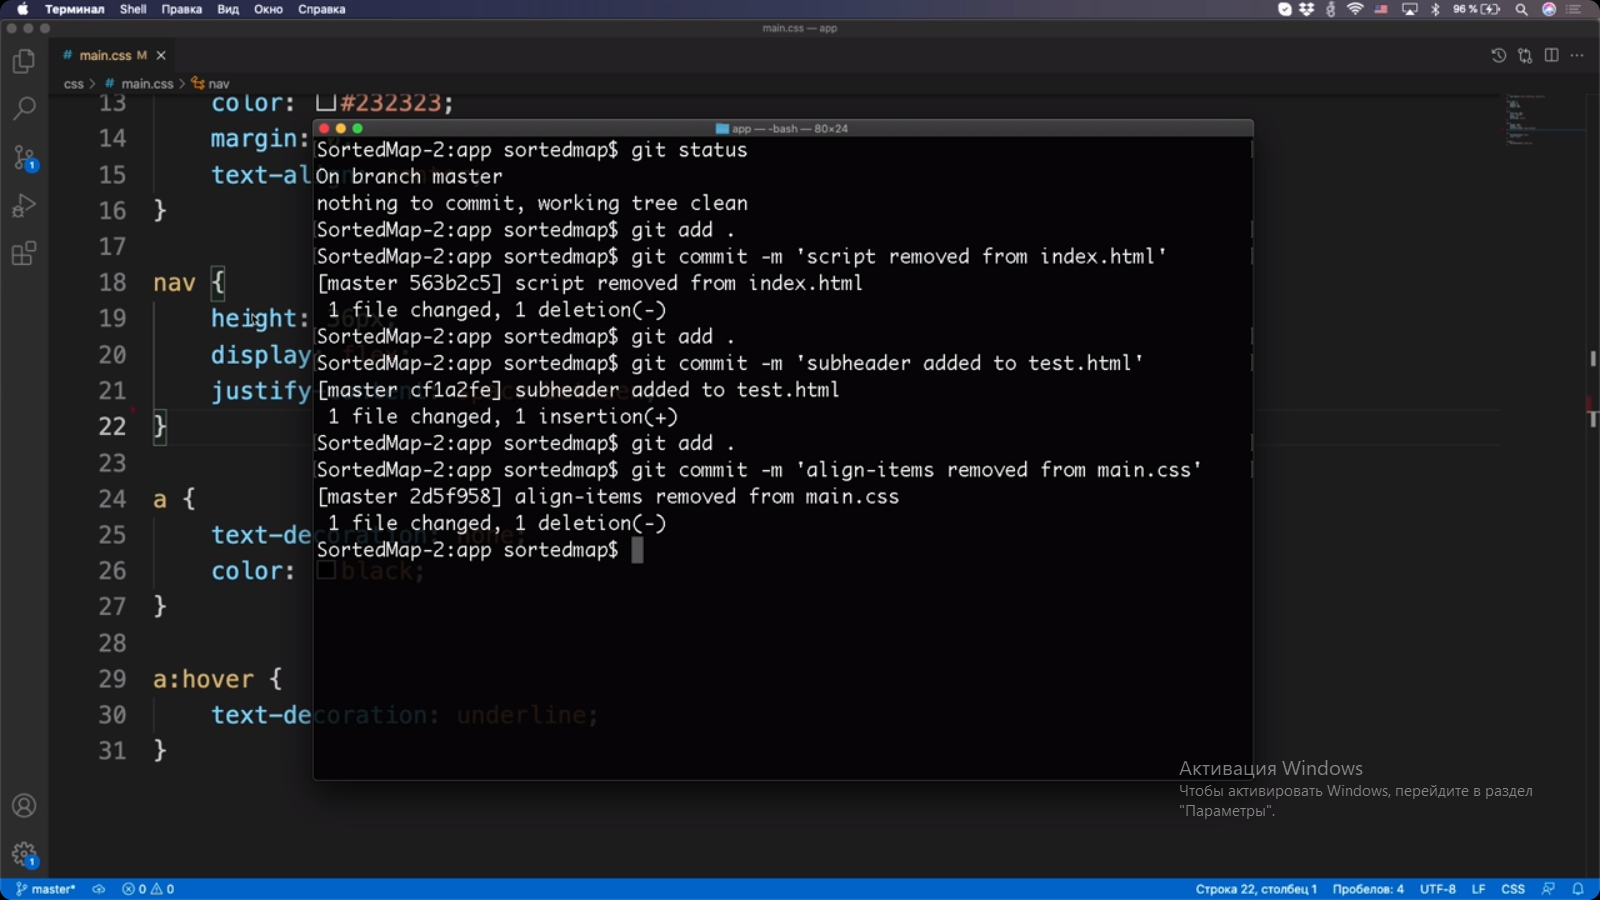 Терминал Shell Правка Вид Окно Справка 96 %
main.css — app
# main.css M
css > # main.css > nav
13 color: #232323;
14 margin:
15 text-al
16 }
17
18 nav {
19 height: 36px;
20 display: flex;
21 justify
22 }
23
24 a {
25 text-decoration: none;
26 color: black;
27 }
28
29 a:hover {
30 text-decoration: underline;
31 }
app — -bash — 80×24
SortedMap-2:app sortedmap$ git status
On branch master
nothing to commit, working tree clean
SortedMap-2:app sortedmap$ git add .
SortedMap-2:app sortedmap$ git commit -m 'script removed from index.html'
[master 563b2c5] script removed from index.html
1 file changed, 1 deletion(-)
SortedMap-2:app sortedmap$ git add .
SortedMap-2:app sortedmap$ git commit -m 'subheader added to test.html'
[master cf1a2fe] subheader added to test.html
1 file changed, 1 insertion(+)
SortedMap-2:app sortedmap$ git add .
SortedMap-2:app sortedmap$ git commit -m 'align-items removed from main.css'
[master 2d5f958] align-items removed from main.css
1 file changed, 1 deletion(-)
SortedMap-2:app sortedmap$
Активация Windows
Чтобы активировать Windows, перейдите в раздел
"Параметры".
master* 0 0 Строка 22, столбец 1 Пробелов: 4 UTF-8 LF CSS